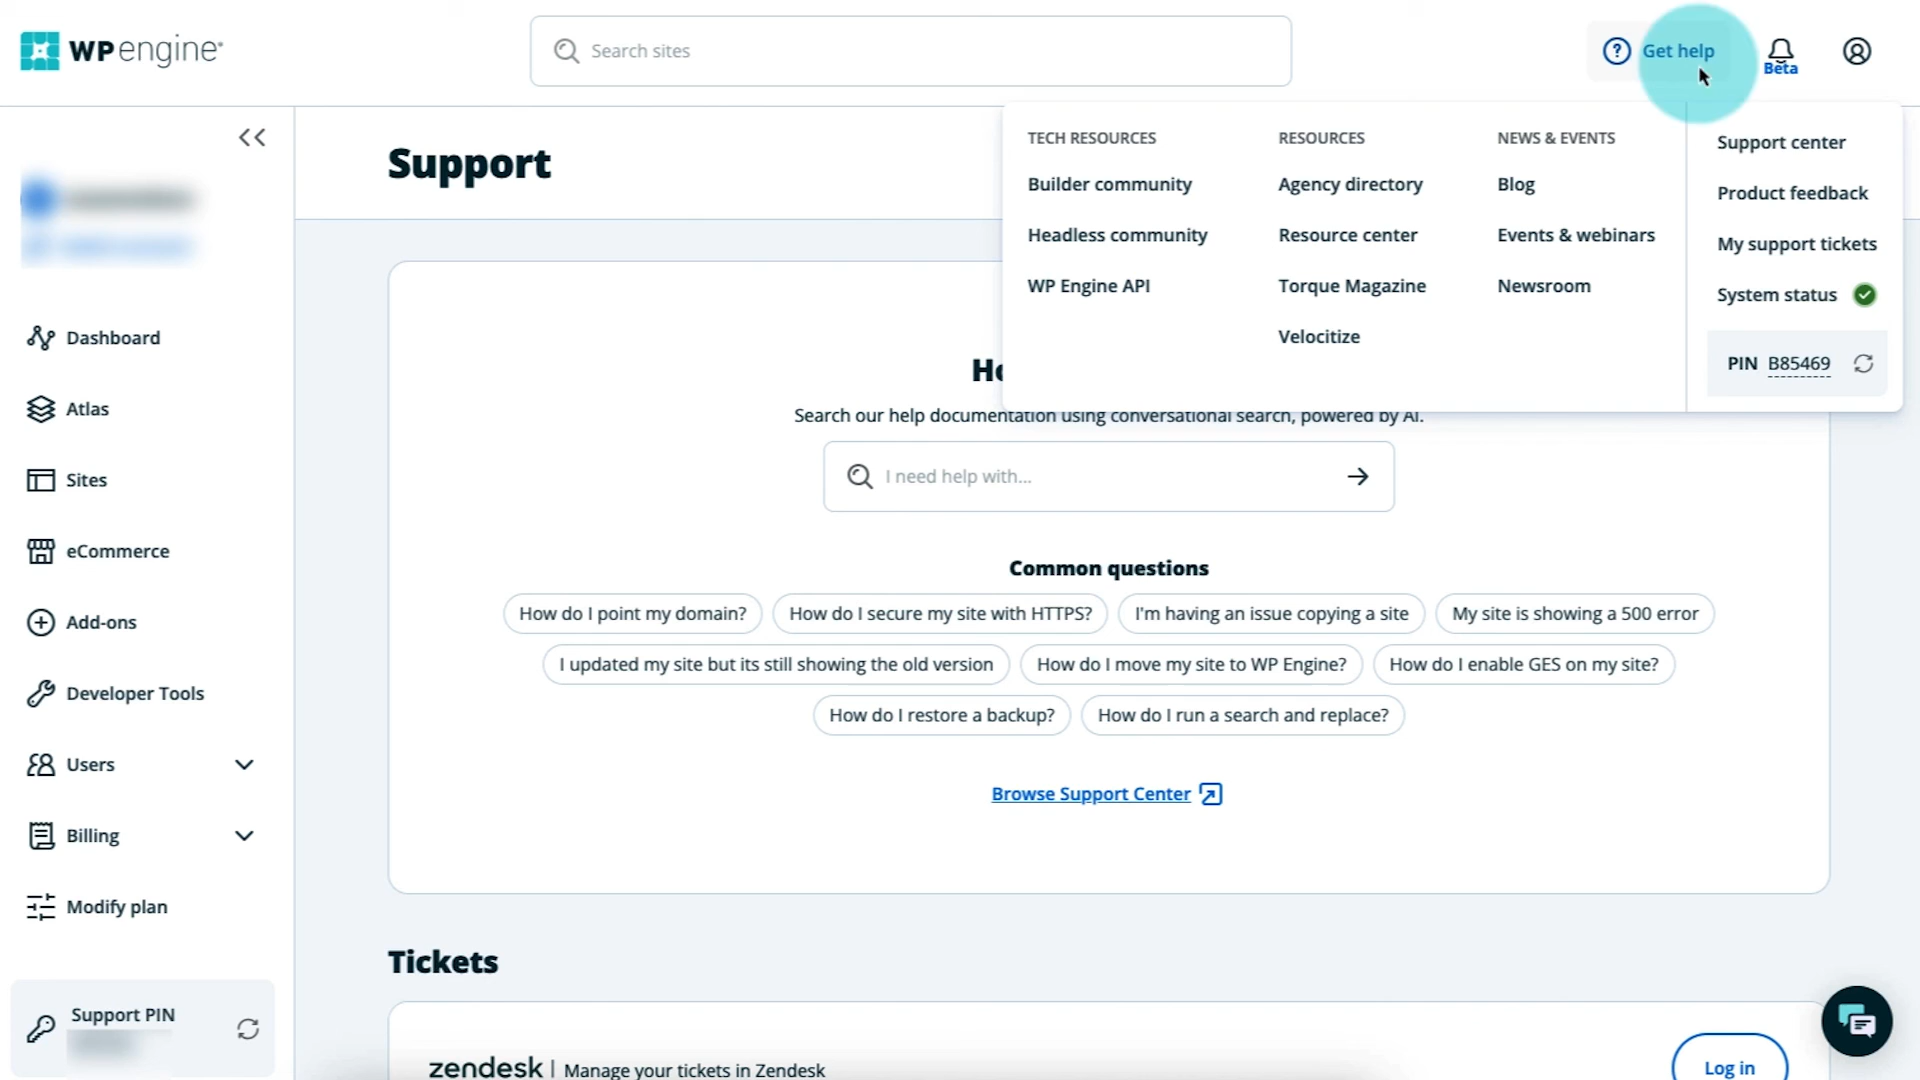 WP engine®
Search sites
Get help
Beta
TECH RESOURCES
Builder community
Headless community
WP Engine API
RESOURCES
Agency directory
Resource center
Torque Magazine
Velocitize
NEWS & EVENTS
Blog
Events & webinars
Newsroom
Support center
Product feedback
My support tickets
System status
PIN B85469
Dashboard
Atlas
Sites
eCommerce
Add-ons
Developer Tools
Users
Billing
Modify plan
Support PIN
Support
Search our help documentation using conversational search, powered by AI.
I need help with...
Common questions
How do I point my domain? How do I secure my site with HTTPS? I'm having an issue copying a site My site is showing a 500 error
I updated my site but its still showing the old version How do I move my site to WP Engine? How do I enable GES on my site?
How do I restore a backup? How do I run a search and replace?
Browse Support Center
Tickets
zendesk | Manage your tickets in Zendesk
Log in